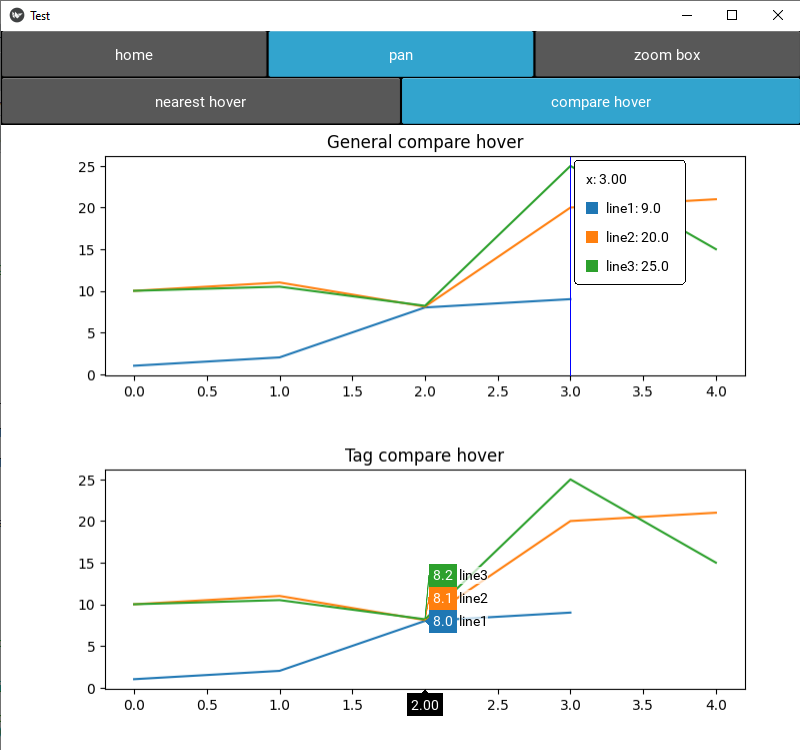 Test
home pan zoom box
nearest hover compare hover
General compare hover
25
20
15
10
5
0
x: 3.00
line1: 9.0
line2: 20.0
line3: 25.0
0.0 0.5 1.0 1.5 2.0 2.5 3.0 3.5 4.0
Tag compare hover
25
20
15
10
5
0
8.2 line3
8.1 line2
8.0 line1
0.0 0.5 1.0 1.5 2.00 2.5 3.0 3.5 4.0